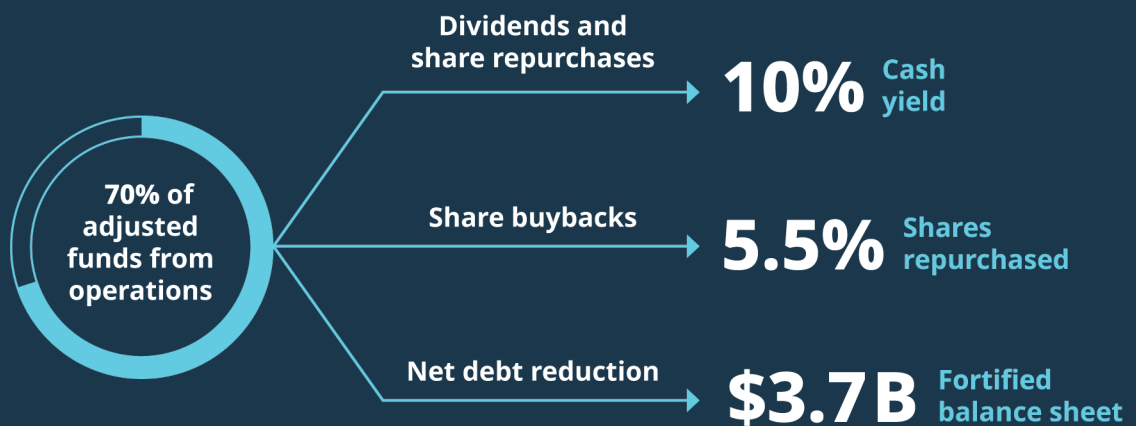 70% of
adjusted
funds from
operations
Dividends and
share repurchases
10%
Cash
yield
Share buybacks
5.5%
Shares
repurchased
Net debt reduction
$3.7B
Fortified
balance sheet